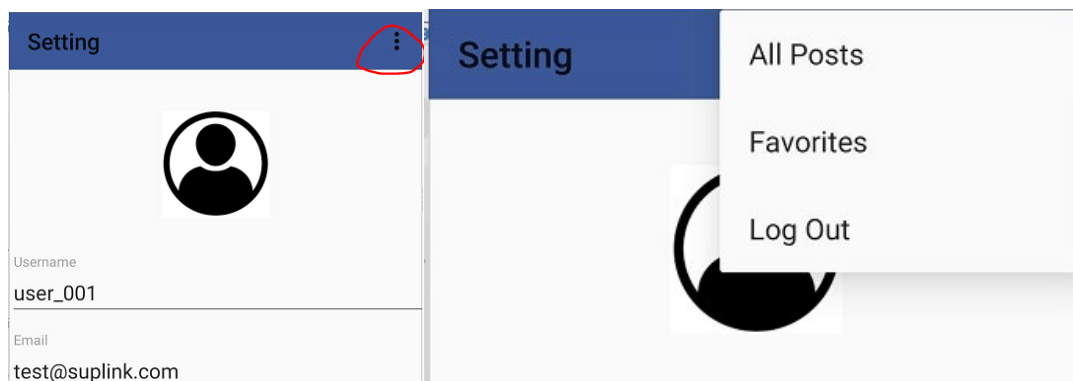 Setting
Username
user_001
Email
test@suplink.com
Setting
All Posts
Favorites
Log Out